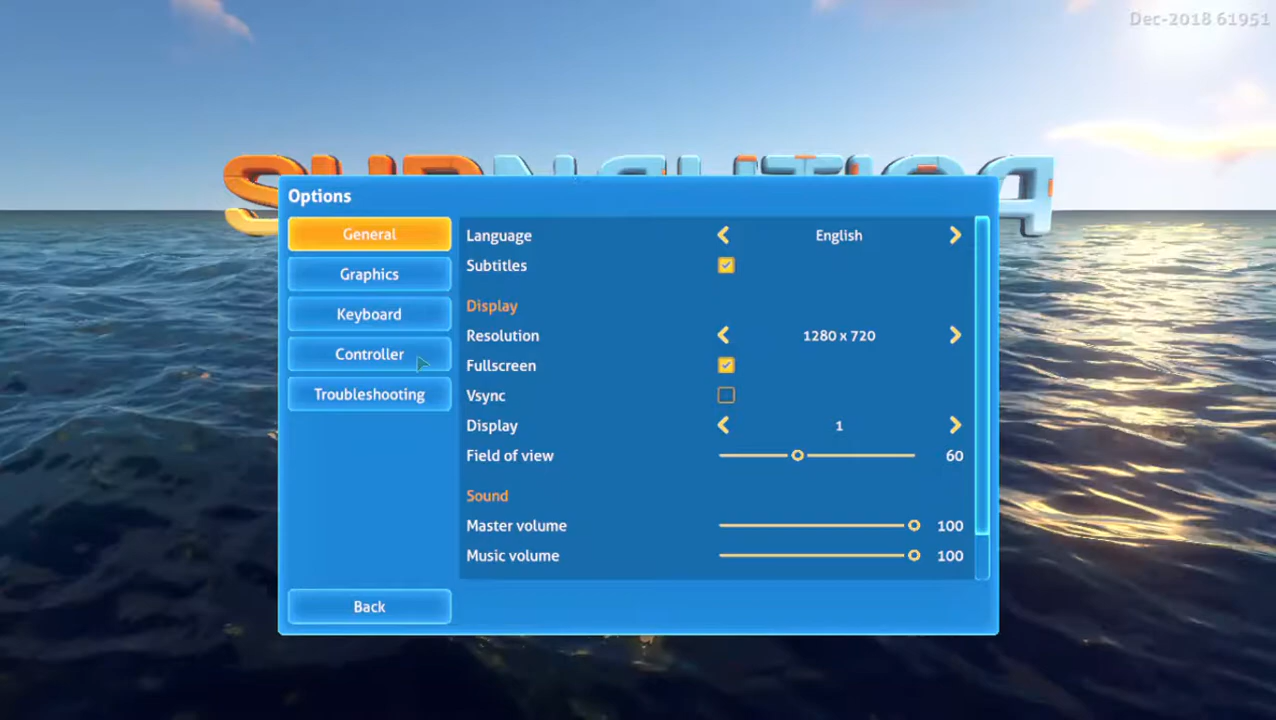 Dec-2018 61951
SUBNAUTICA
Options
General
Graphics
Keyboard
Controller
Troubleshooting
Back
Language English
Subtitles
Display
Resolution 1280 x 720
Fullscreen
Vsync
Display 1
Field of view 60
Sound
Master volume 100
Music volume 100